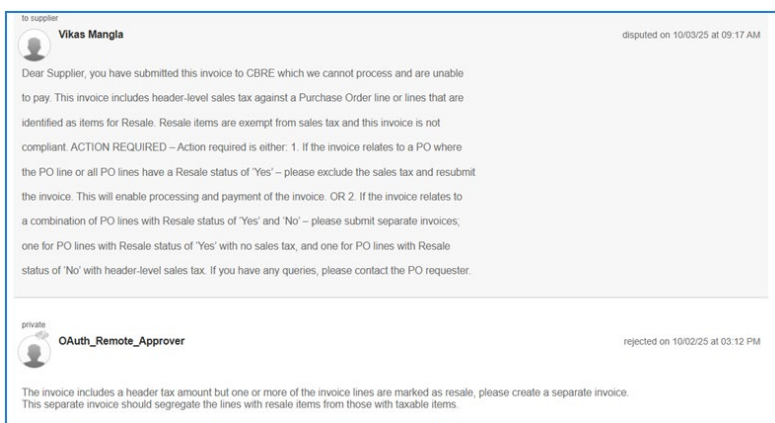 to supplier
Vikas Mangla
disputed on 10/03/25 at 09:17 AM
Dear Supplier, you have submitted this invoice to CBRE which we cannot process and are unable
to pay. This invoice includes header-level sales tax against a Purchase Order line or lines that are
identified as items for Resale. Resale items are exempt from sales tax and this invoice is not
compliant. ACTION REQUIRED – Action required is either: 1. If the invoice relates to a PO where
the PO line or all PO lines have a Resale status of 'Yes' – please exclude the sales tax and resubmit
the invoice. This will enable processing and payment of the invoice. OR 2. If the invoice relates to
a combination of PO lines with Resale status of 'Yes' and 'No' – please submit separate invoices;
one for PO lines with Resale status of 'Yes' with no sales tax, and one for PO lines with Resale
status of 'No' with header-level sales tax. If you have any queries, please contact the PO requester.
private
OAuth_Remote_Approver
rejected on 10/02/25 at 03:12 PM
The invoice includes a header tax amount but one or more of the invoice lines are marked as resale, please create a separate invoice.
This separate invoice should segregate the lines with resale items from those with taxable items.